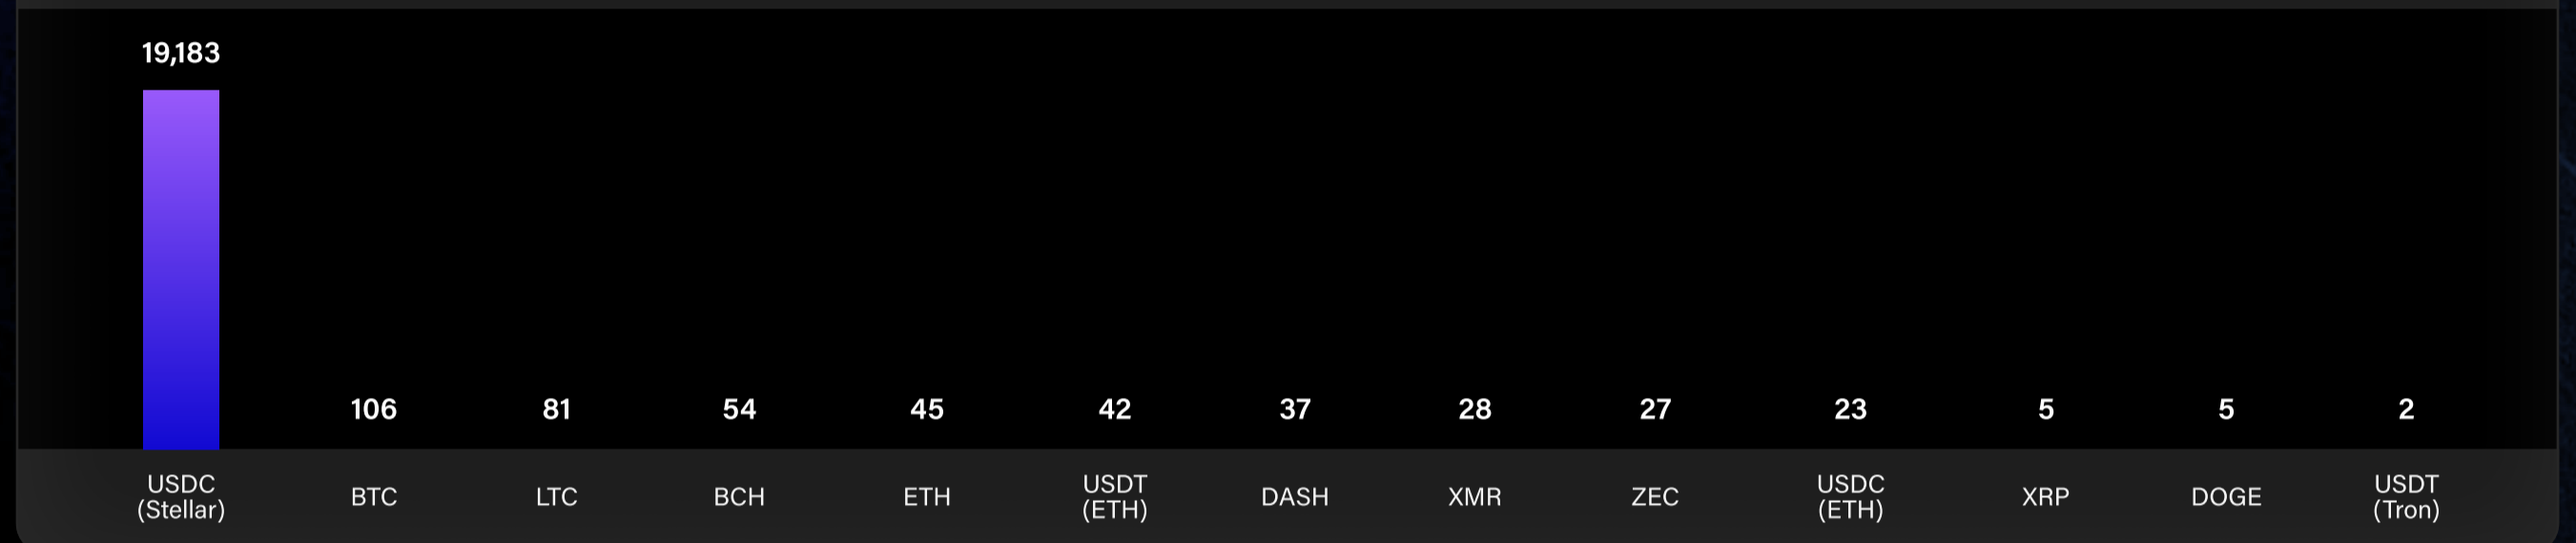 19,183
106
81
54
45
42
37
28
27
23
5
5
2
USDC
(Stellar)
BTC
LTC
BCH
ETH
USDT
(ETH)
DASH
XMR
ZEC
USDC
(ETH)
XRP
DOGE
USDT
(Tron)